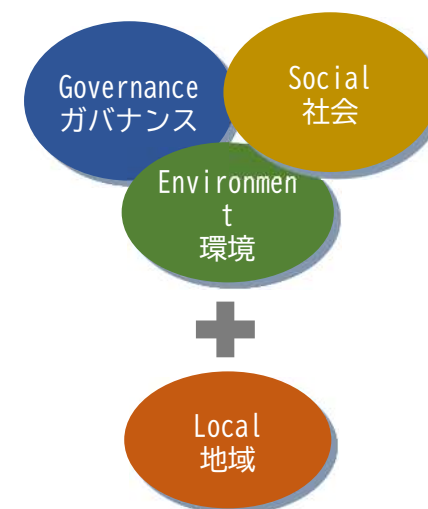 Governance
ガバナンス
Social
社会
Environmen
t
環境
Local
地域